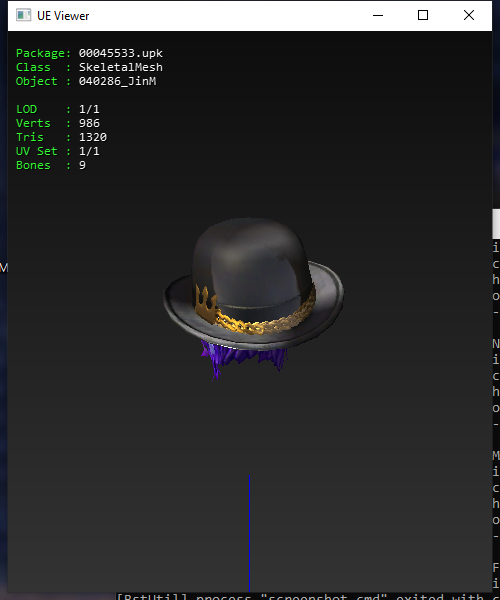 UE Viewer
Package: 00045533.upk
Class : SkeletalMesh
Object : 040286_JinM
LOD : 1/1
Verts : 986
Tris : 1320
UV Set : 1/1
Bones : 9
M
i
c
h
o
-
N
i
c
h
o
-
M
i
c
h
o
-
F
i
[BstUtil] process "screenshot.cmd" exited with c